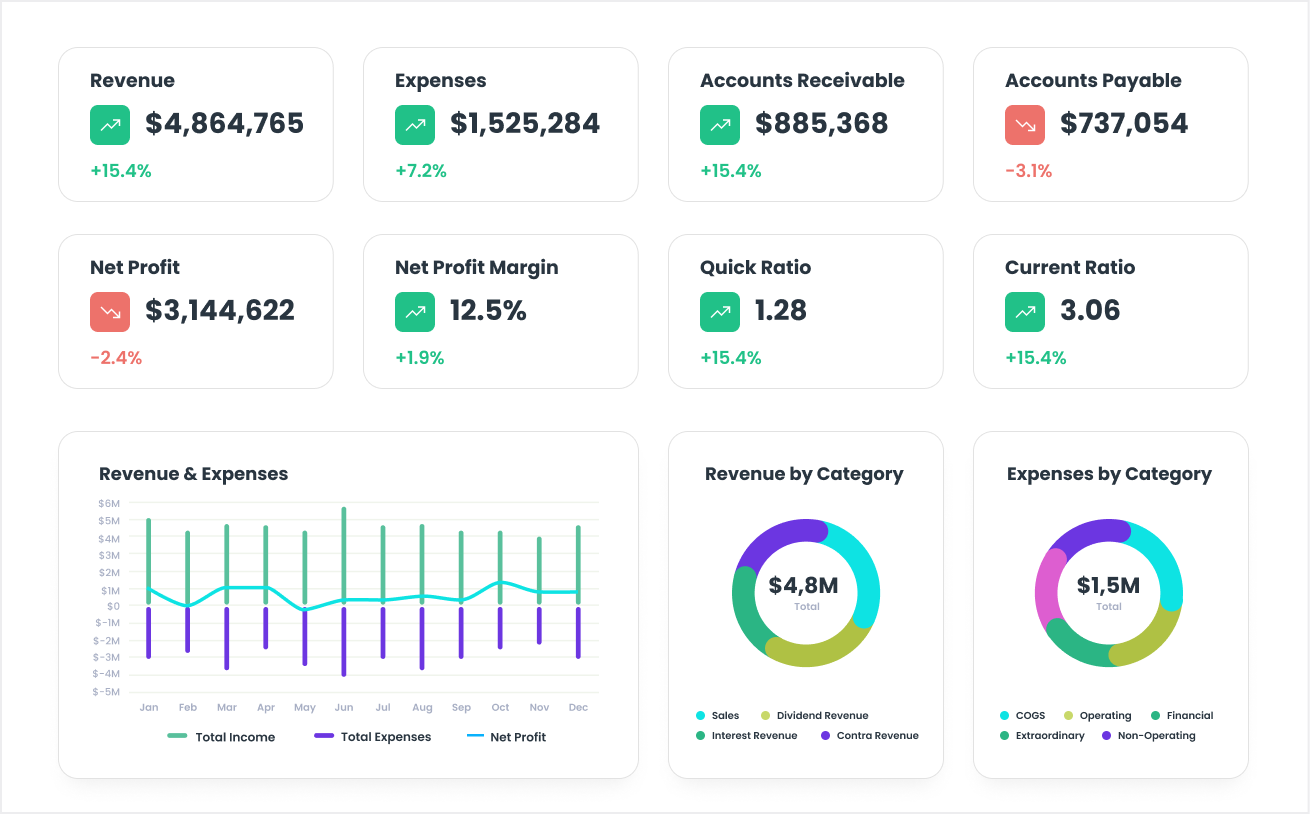 Revenue
$4,864,765
+15.4%
Expenses
$1,525,284
+7.2%
Accounts Receivable
$885,368
+15.4%
Accounts Payable
$737,054
-3.1%
Net Profit
$3,144,622
-2.4%
Net Profit Margin
12.5%
+1.9%
Quick Ratio
1.28
+15.4%
Current Ratio
3.06
+15.4%
Revenue & Expenses
$6M
$5M
$4M
$3M
$2M
$1M
$0
$-1M
$-2M
$-3M
$-4M
$-5M
Jan Feb Mar Apr May Jun Jul Aug Sep Oct Nov Dec
Total Income Total Expenses Net Profit
Revenue by Category
$4,8M
Total
Sales Dividend Revenue
Interest Revenue Contra Revenue
Expenses by Category
$1,5M
Total
COGS Operating Financial
Extraordinary Non-Operating